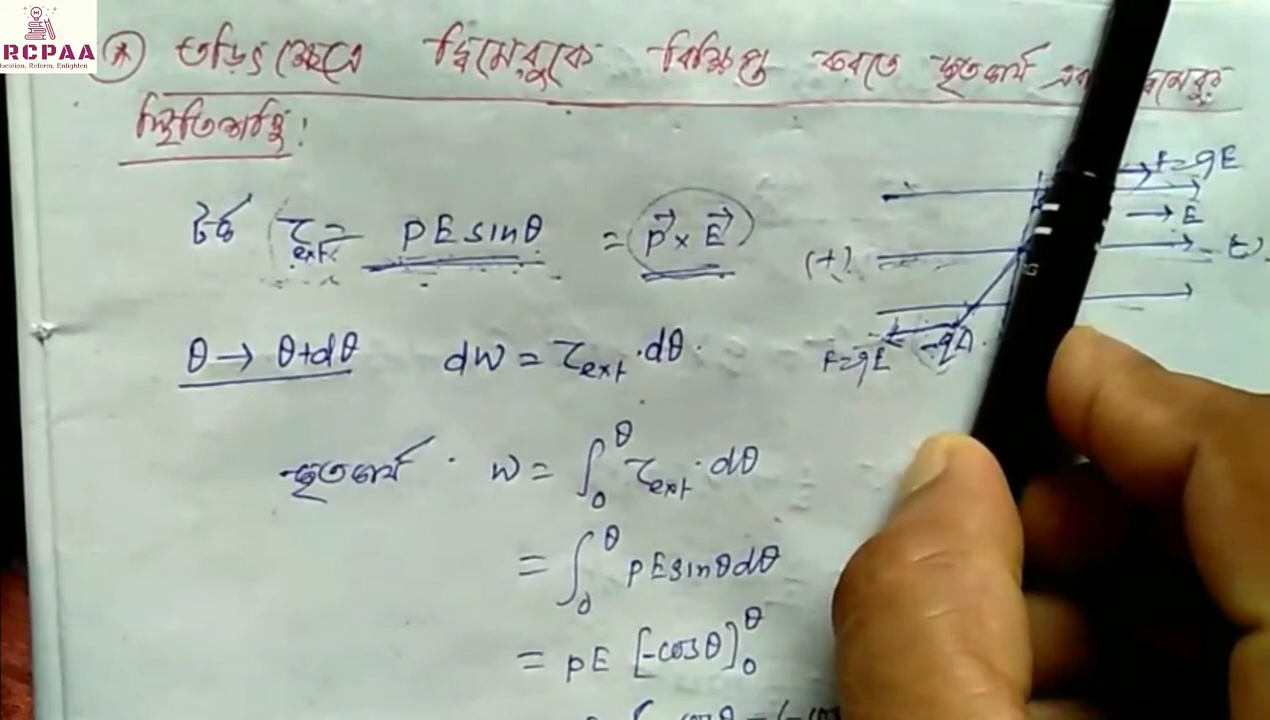 RCPAA
Education, Reform, Enlighten
* তড়িৎক্ষেত্রে দ্বিমেরুকে বিক্ষিপ্ত করতে কৃতকার্য
স্থিতিশক্তি:
টর্ক τext = pE sinθ = p⃗ × E⃗
F=qE
→ E
(+)
(-)
-q A
F=qE
θ → θ+dθ dW = τext · dθ
কৃতকার্য W = ∫₀^θ τext · dθ
= ∫₀^θ pE sinθ dθ
= pE [-cosθ]₀^θ